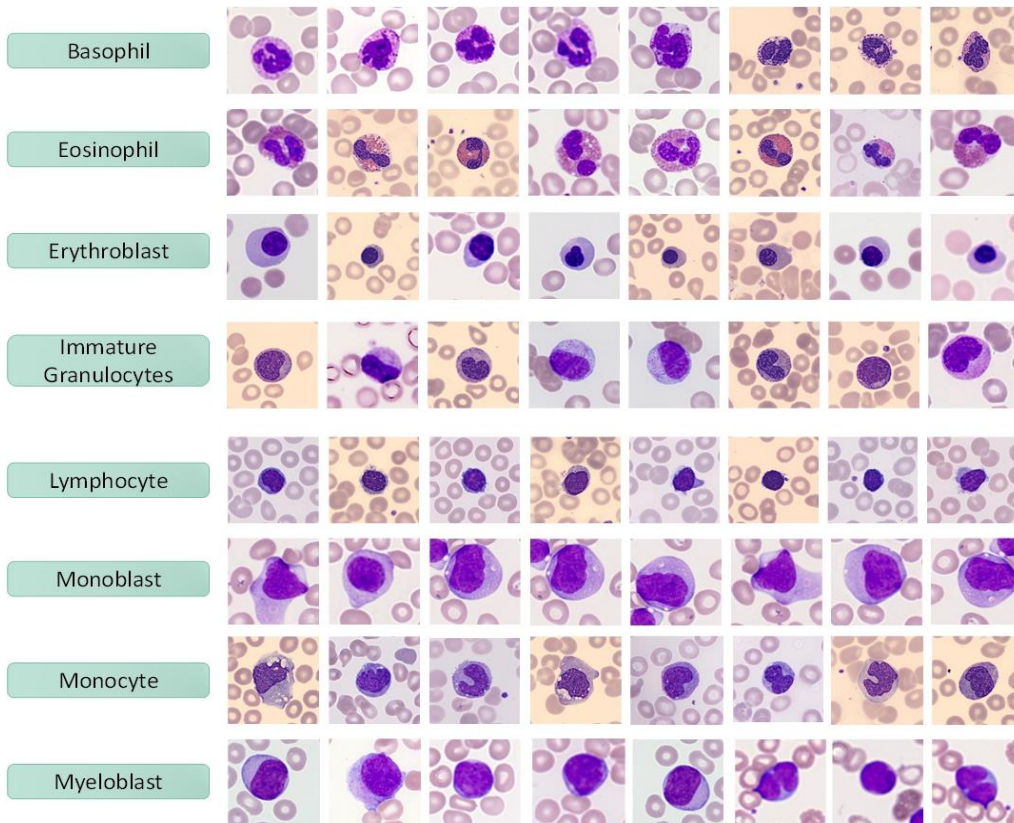 Basophil
Eosinophil
Erythroblast
Immature
Granulocytes
Lymphocyte
Monoblast
Monocyte
Myeloblast